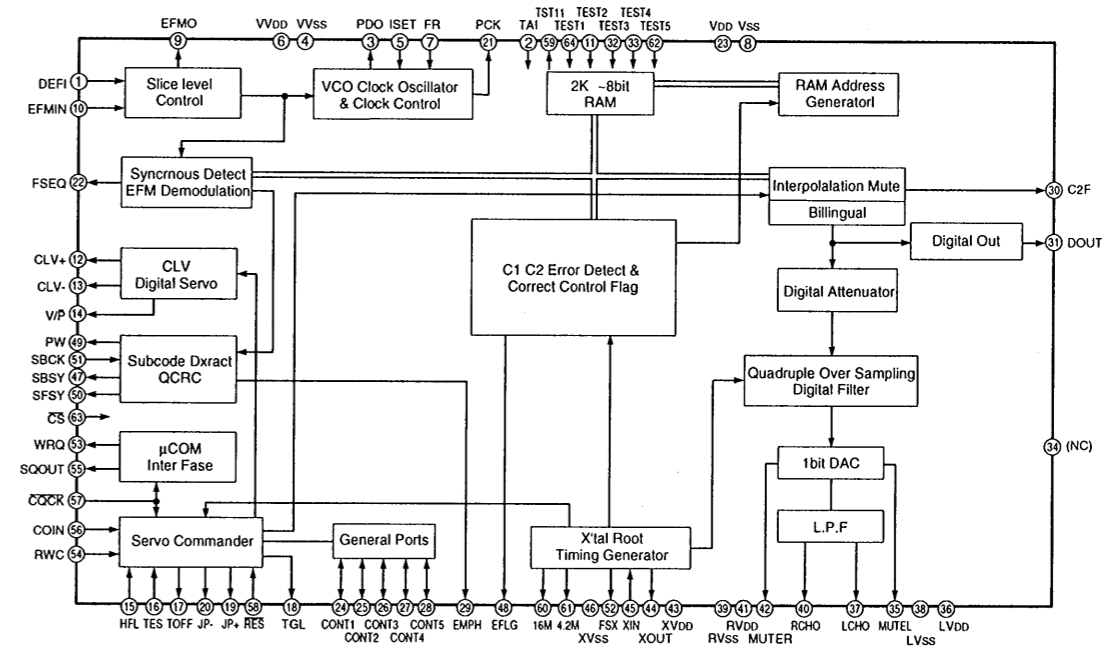 EFMO VVDD VVSS PDO ISET FR PCK TAI TST11 TEST1 TEST2 TEST3 TEST4 TEST5 VDD VSS
9 6 4 3 5 7 21 2 59 64 11 32 33 62 23 8
DEFI 1
EFMIN 10
Slice level
Control
VCO Clock Oscillator
& Clock Control
2K ~8bit
RAM
RAM Address
Generatorl
FSEQ 22
Syncrnous Detect
EFM Demodulation
Interpolalation Mute
Billingual
30 C2F
Digital Out
31 DOUT
CLV+ 12
CLV- 13
V/P̅ 14
CLV
Digital Servo
C1 C2 Error Detect &
Correct Control Flag
Digital Attenuator
PW 49
SBCK 51
SBSY 47
SFSY 50
Subcode Dxract
QCRC
Quadruple Over Sampling
Digital Filter
C̅S̅ 63
WRQ 53
SQOUT 55
μCOM
Inter Fase
34 (NC)
1bit DAC
C̅Q̅C̅K̅ 57
COIN 56
RWC 54
Servo Commander
General Ports
X'tal Root
Timing Generator
L.P.F
15 16 17 20 19 58 18 24 25 26 27 28 29 48 60 61 46 52 45 44 43 39 41 42 40 37 35 38 36
HFL TES TOFF JP- JP+ R̅E̅S̅ TGL CONT1 CONT2 CONT3 CONT4 CONT5 EMPH EFLG 16M 4.2M XVSS FSX XIN XOUT XVDD RVSS RVDD MUTER RCHO LCHO MUTEL LVSS LVDD